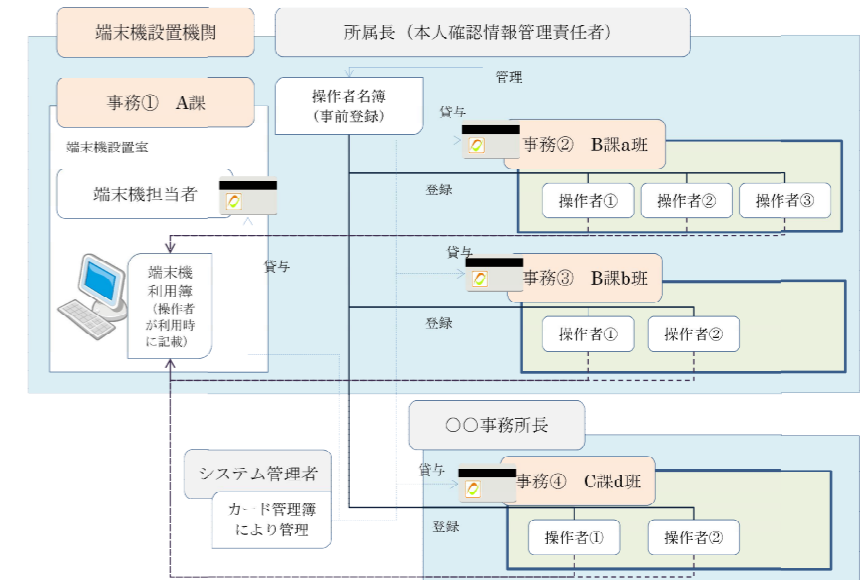 端末機設置機関
所属長（本人確認情報管理責任者）
管理
操作者名簿
（事前登録）
事務①　A課
端末機設置室
端末機担当者
貸与
端末機
利用簿
（操作者
が利用時
に記載）
貸与
事務②　B課a班
登録
操作者①
操作者②
操作者③
貸与
事務③　B課b班
登録
操作者①
操作者②
〇〇事務所長
システム管理者
カード管理簿
により管理
貸与
事務④　C課d班
登録
操作者①
操作者②